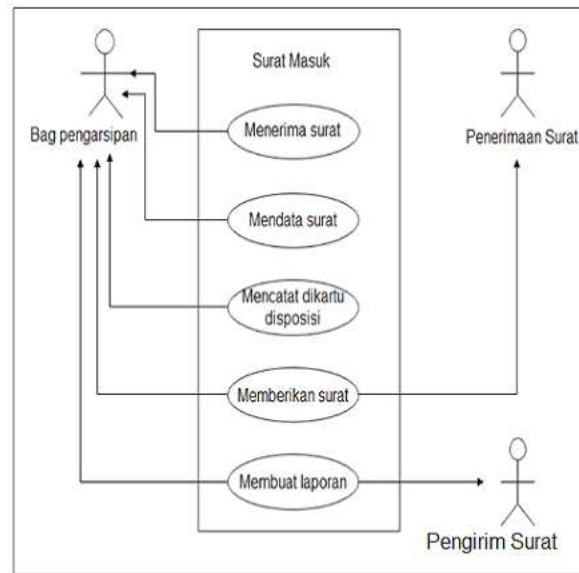 Surat Masuk
Bag pengarsipan
Penerimaan Surat
Menerima surat
Mendata surat
Mencatat dikartu
disposisi
Memberikan surat
Membuat laporan
Pengirim Surat